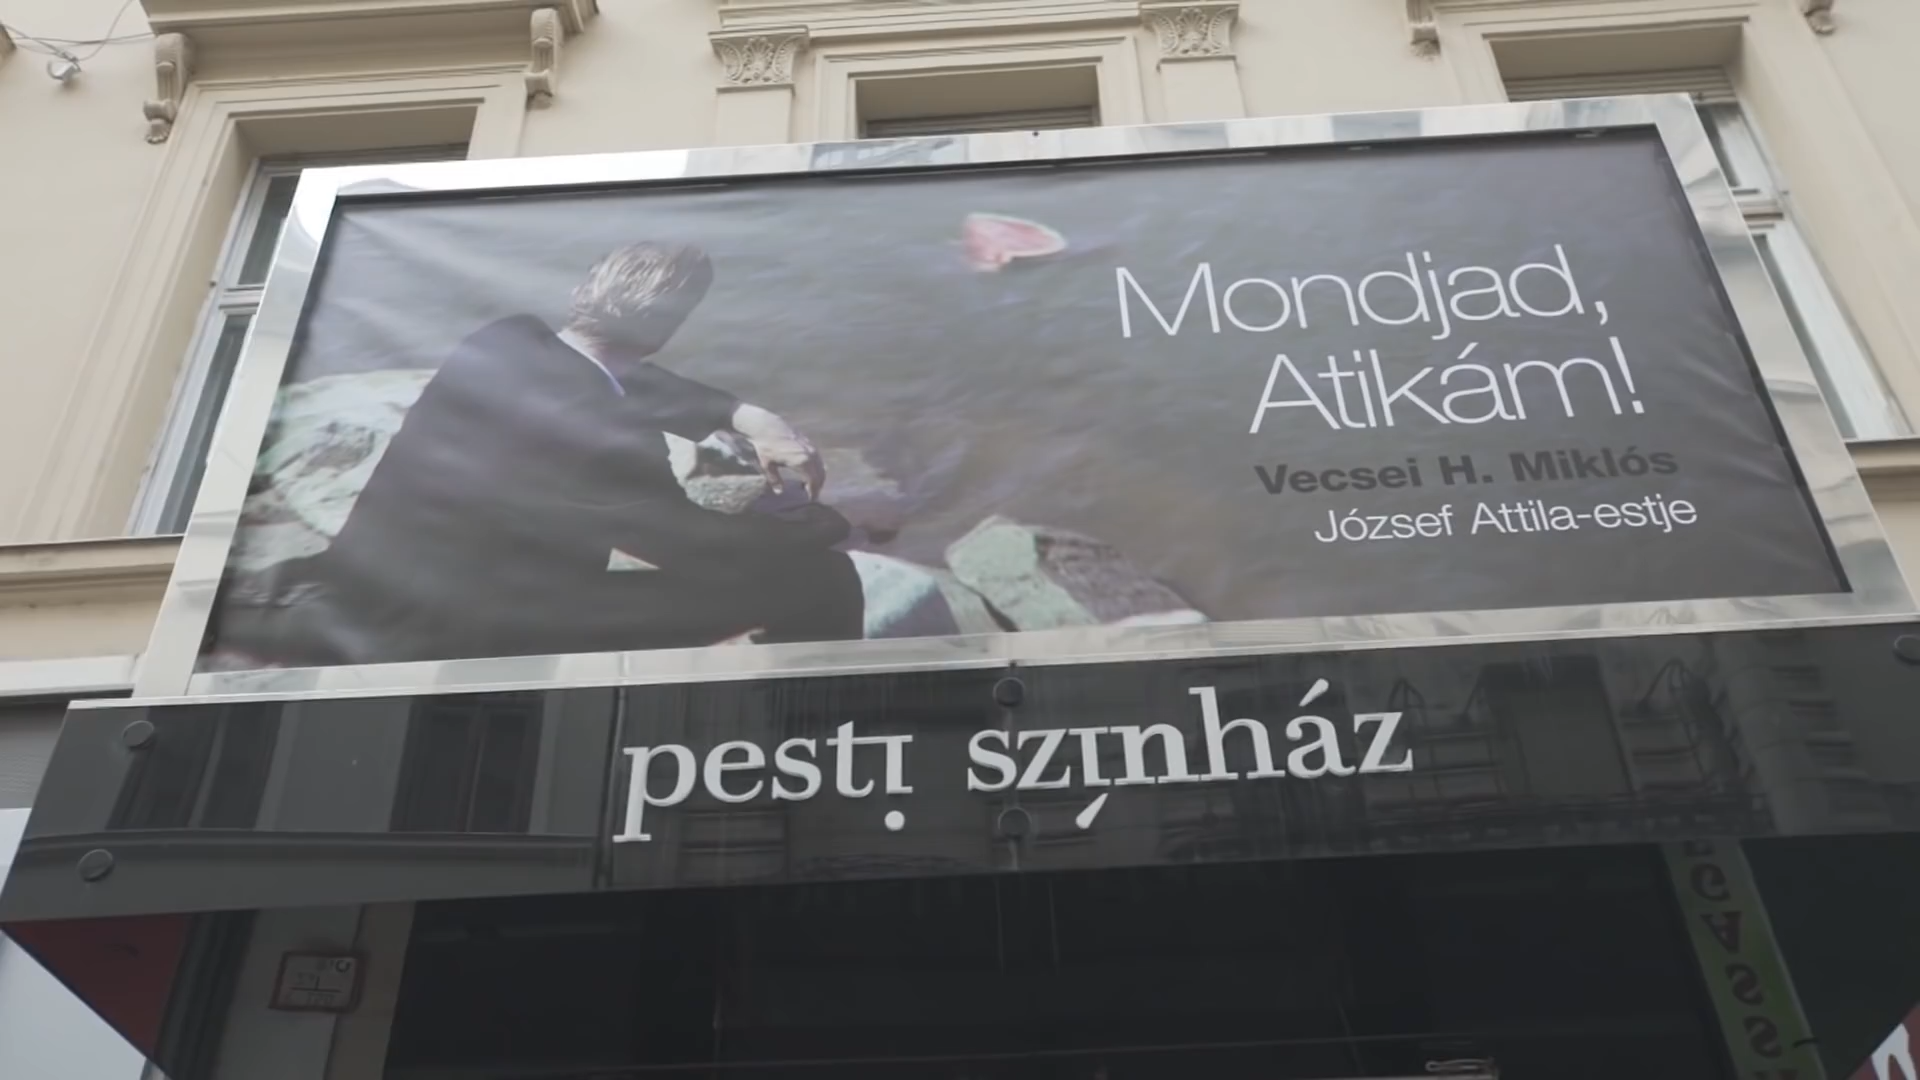 Mondjad,
Atikám!
Vecsei H. Miklós
József Attila-estje
pesti színház